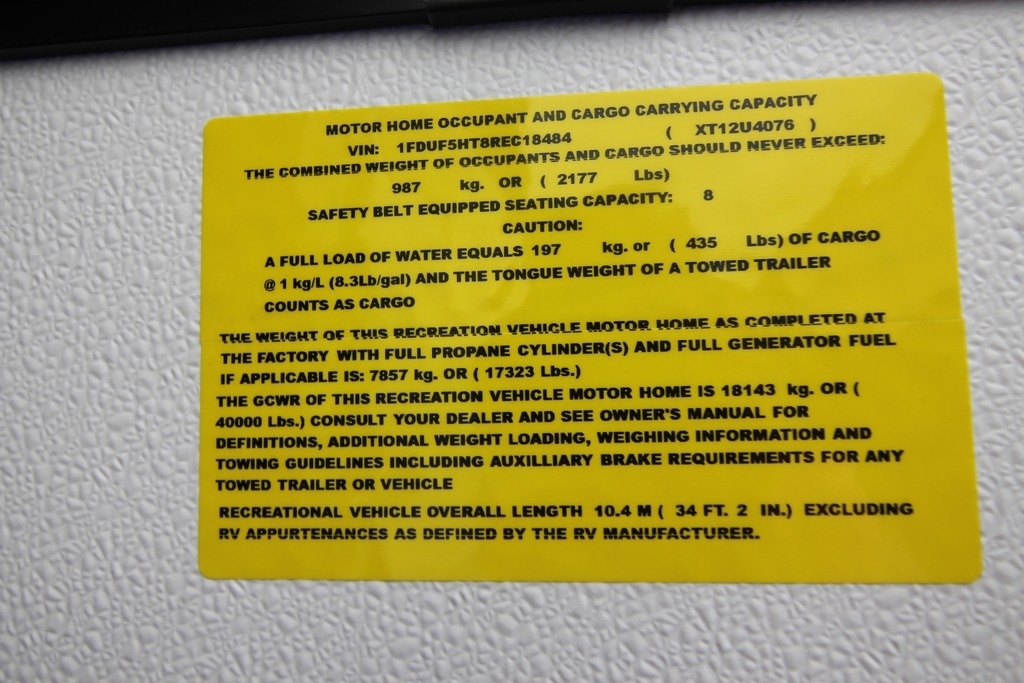 MOTOR HOME OCCUPANT AND CARGO CARRYING CAPACITY
VIN: 1FDUF5HT8REC18484 ( XT12U4076 )
THE COMBINED WEIGHT OF OCCUPANTS AND CARGO SHOULD NEVER EXCEED:
987 kg. OR ( 2177 Lbs)
SAFETY BELT EQUIPPED SEATING CAPACITY: 8
CAUTION:
A FULL LOAD OF WATER EQUALS 197 kg. or ( 435 Lbs) OF CARGO
@ 1 kg/L (8.3Lb/gal) AND THE TONGUE WEIGHT OF A TOWED TRAILER
COUNTS AS CARGO
THE WEIGHT OF THIS RECREATION VEHICLE MOTOR HOME AS COMPLETED AT
THE FACTORY WITH FULL PROPANE CYLINDER(S) AND FULL GENERATOR FUEL
IF APPLICABLE IS: 7857 kg. OR ( 17323 Lbs.)
THE GCWR OF THIS RECREATION VEHICLE MOTOR HOME IS 18143 kg. OR (
40000 Lbs.) CONSULT YOUR DEALER AND SEE OWNER'S MANUAL FOR
DEFINITIONS, ADDITIONAL WEIGHT LOADING, WEIGHING INFORMATION AND
TOWING GUIDELINES INCLUDING AUXILLIARY BRAKE REQUIREMENTS FOR ANY
TOWED TRAILER OR VEHICLE
RECREATIONAL VEHICLE OVERALL LENGTH 10.4 M ( 34 FT. 2 IN.) EXCLUDING
RV APPURTENANCES AS DEFINED BY THE RV MANUFACTURER.